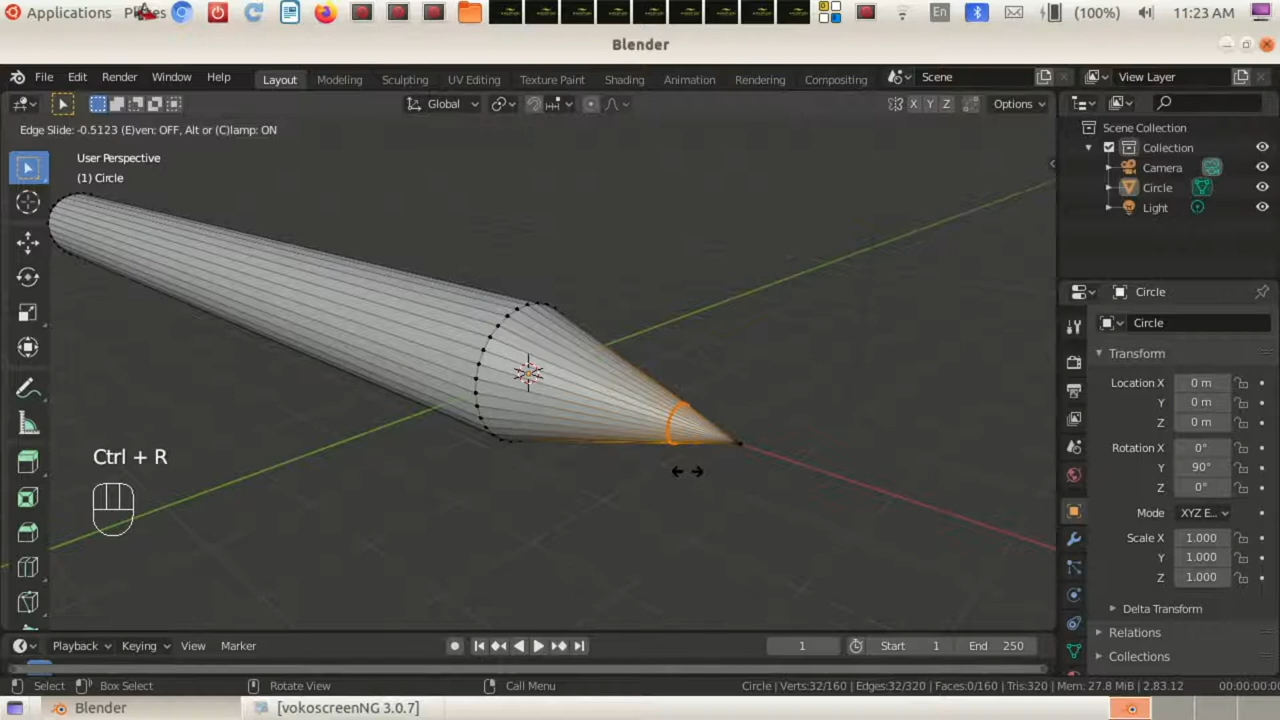 Applications Places En (100%) 11:23 AM
Blender
File Edit Render Window Help Layout Modeling Sculpting UV Editing Texture Paint Shading Animation Rendering Compositing Scene View Layer
Global X Y Z Options
Edge Slide: -0.5123 (E)ven: OFF, Alt or (C)lamp: ON
User Perspective
(1) Circle
Scene Collection
Collection
Camera
Circle
Light
Circle
Circle
Transform
Location X 0 m
Y 0 m
Z 0 m
Rotation X 0°
Y 90°
Z 0°
Mode XYZ E...
Scale X 1.000
Y 1.000
Z 1.000
Delta Transform
Relations
Collections
Ctrl + R
Playback Keying View Marker 1 Start 1 End 250
Select Box Select Rotate View Call Menu Circle | Verts:32/160 | Edges:32/320 | Faces:0/160 | Tris:320 | Mem: 27.8 MiB | 2.83.12 00:00:00:0
Blender [vokoscreenNG 3.0.7]